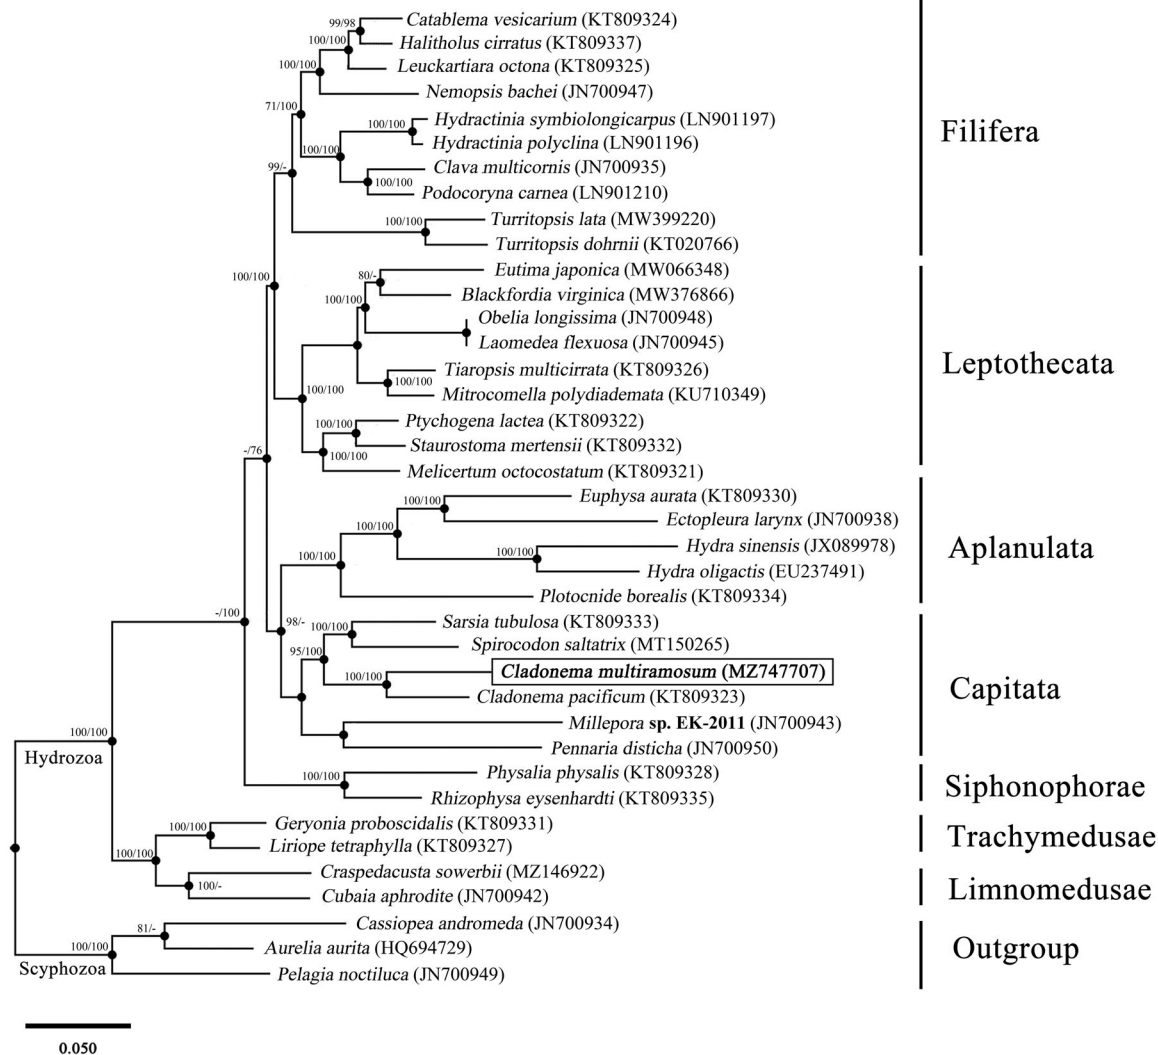 99/98
Catablema vesicarium (KT809324)
100/100
Halitholus cirratus (KT809337)
100/100
Leuckartiara octona (KT809325)
Nemopsis bachei (JN700947)
71/100
100/100
Hydractinia symbiolongicarpus (LN901197)
Filifera
Hydractinia polyclina (LN901196)
100/100
Clava multicornis (JN700935)
99/-
100/100
Podocoryna carnea (LN901210)
100/100
Turritopsis lata (MW399220)
Turritopsis dohrnii (KT020766)
100/100
80/-
Eutima japonica (MW066348)
100/100
Blackfordia virginica (MW376866)
Obelia longissima (JN700948)
Laomedea flexuosa (JN700945)
Leptothecata
Tiaropsis multicirrata (KT809326)
100/100
100/100
Mitrocomella polydiademata (KU710349)
100/100
Ptychogena lactea (KT809322)
Staurostoma mertensii (KT809332)
-/76
100/100
Melicertum octocostatum (KT809321)
100/100
Euphysa aurata (KT809330)
Ectopleura larynx (JN700938)
100/100
100/100
Hydra sinensis (JX089978)
Aplanulata
100/100
Hydra oligactis (EU237491)
Plotocnide borealis (KT809334)
-/100
98/-
100/100
Sarsia tubulosa (KT809333)
Spirocodon saltatrix (MT150265)
95/100
100/100
Cladonema multiramosum (MZ747707)
Capitata
Cladonema pacificum (KT809323)
Millepora sp. EK-2011 (JN700943)
100/100
Hydrozoa
Pennaria disticha (JN700950)
100/100
Physalia physalis (KT809328)
Siphonophorae
Rhizophysa eysenhardti (KT809335)
100/100
Geryonia proboscidalis (KT809331)
Trachymedusae
100/100
Liriope tetraphylla (KT809327)
Craspedacusta sowerbii (MZ146922)
100/-
Limnomedusae
Cubaia aphrodite (JN700942)
81/-
Cassiopea andromeda (JN700934)
100/100
Aurelia aurita (HQ694729)
Outgroup
Scyphozoa
Pelagia noctiluca (JN700949)
0.050